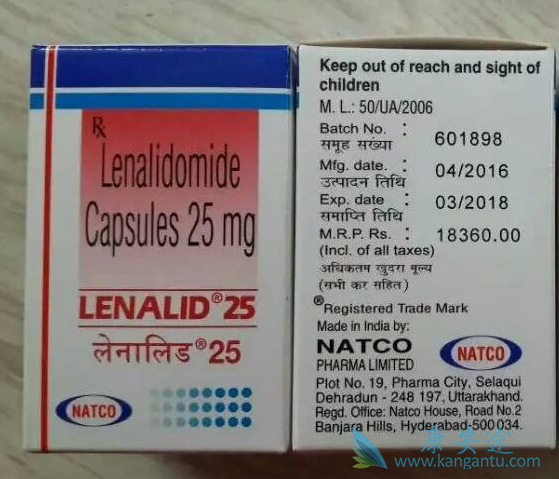 ℞
Lenalidomide
Capsules 25 mg
LENALID®25
लेनालिड®25
NATCO
Keep out of reach and sight of
children
M. L.: 50/UA/2006
Batch No. : 601898
समूह संख्या
Mfg. date. : 04/2016
उत्पादन तिथि
Exp. date : 03/2018
समाप्ति तिथि
M.R.P. Rs. : 18360.00
(Incl. of all taxes)
अधिकतम खुदरा मूल्य
(सभी कर सहित)
®Registered Trade Mark
Made in India by:
NATCO
PHARMA LIMITED
NATCO
Plot No. 19, Pharma City, Selaqui
Dehradun - 248 197, Uttarakhand.
Regd. Office: Natco House, Road No.2
Banjara Hills, Hyderabad-500 034.
康安途
www.kangantu.com